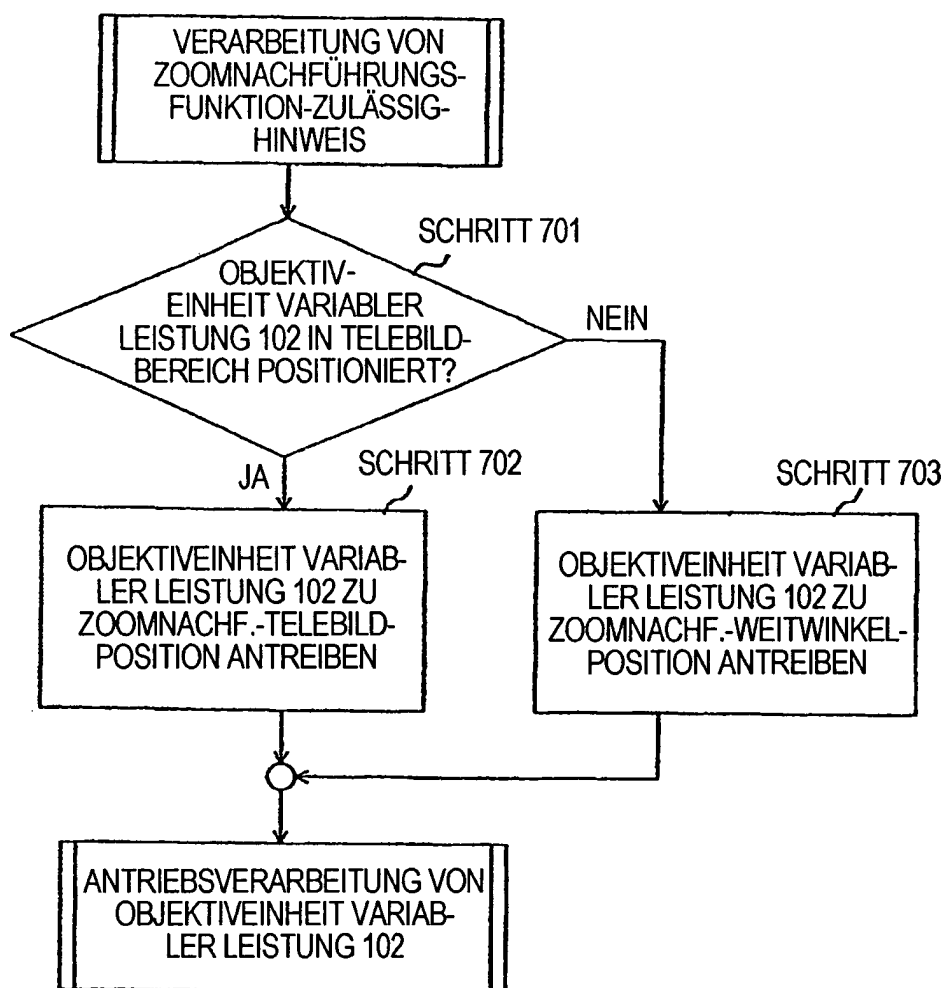 VERARBEITUNG VON
ZOOMNACHFÜHRUNGS-
FUNKTION-ZULÄSSIG-
HINWEIS
SCHRITT 701
OBJEKTIV-
EINHEIT VARIABLER
LEISTUNG 102 IN TELEBILD-
BEREICH POSITIONIERT?
NEIN
JA
SCHRITT 702
OBJEKTIVEINHEIT VARIAB-
LER LEISTUNG 102 ZU
ZOOMNACHF.-TELEBILD-
POSITION ANTREIBEN
SCHRITT 703
OBJEKTIVEINHEIT VARIAB-
LER LEISTUNG 102 ZU
ZOOMNACHF.-WEITWINKEL-
POSITION ANTREIBEN
ANTRIEBSVERARBEITUNG VON
OBJEKTIVEINHEIT VARIAB-
LER LEISTUNG 102